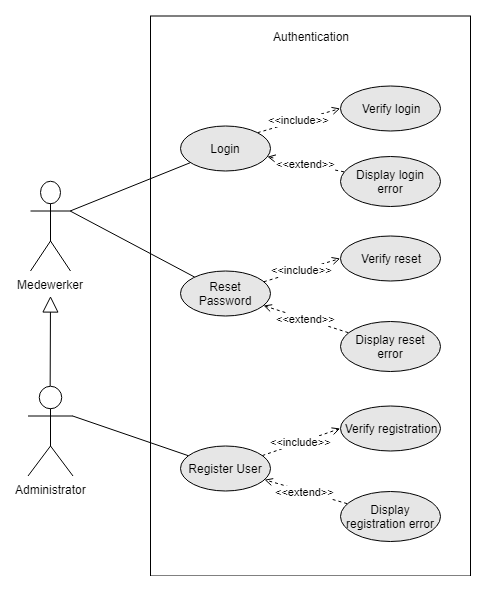 Authentication
Verify login
<<include>>
Login
<<extend>>
Display login
error
Medewerker
Verify reset
<<include>>
Reset
Password
<<extend>>
Display reset
error
Administrator
Verify registration
<<include>>
Register User
<<extend>>
Display
registration error